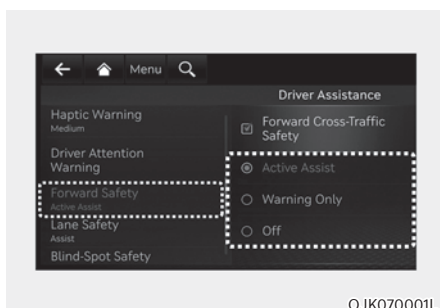 Menu
Driver Assistance
Haptic Warning
Medium
Driver Attention
Warning
Forward Safety
Active Assist
Lane Safety
Assist
Blind-Spot Safety
Forward Cross-Traffic
Safety
Active Assist
Warning Only
Off
OJK070001L